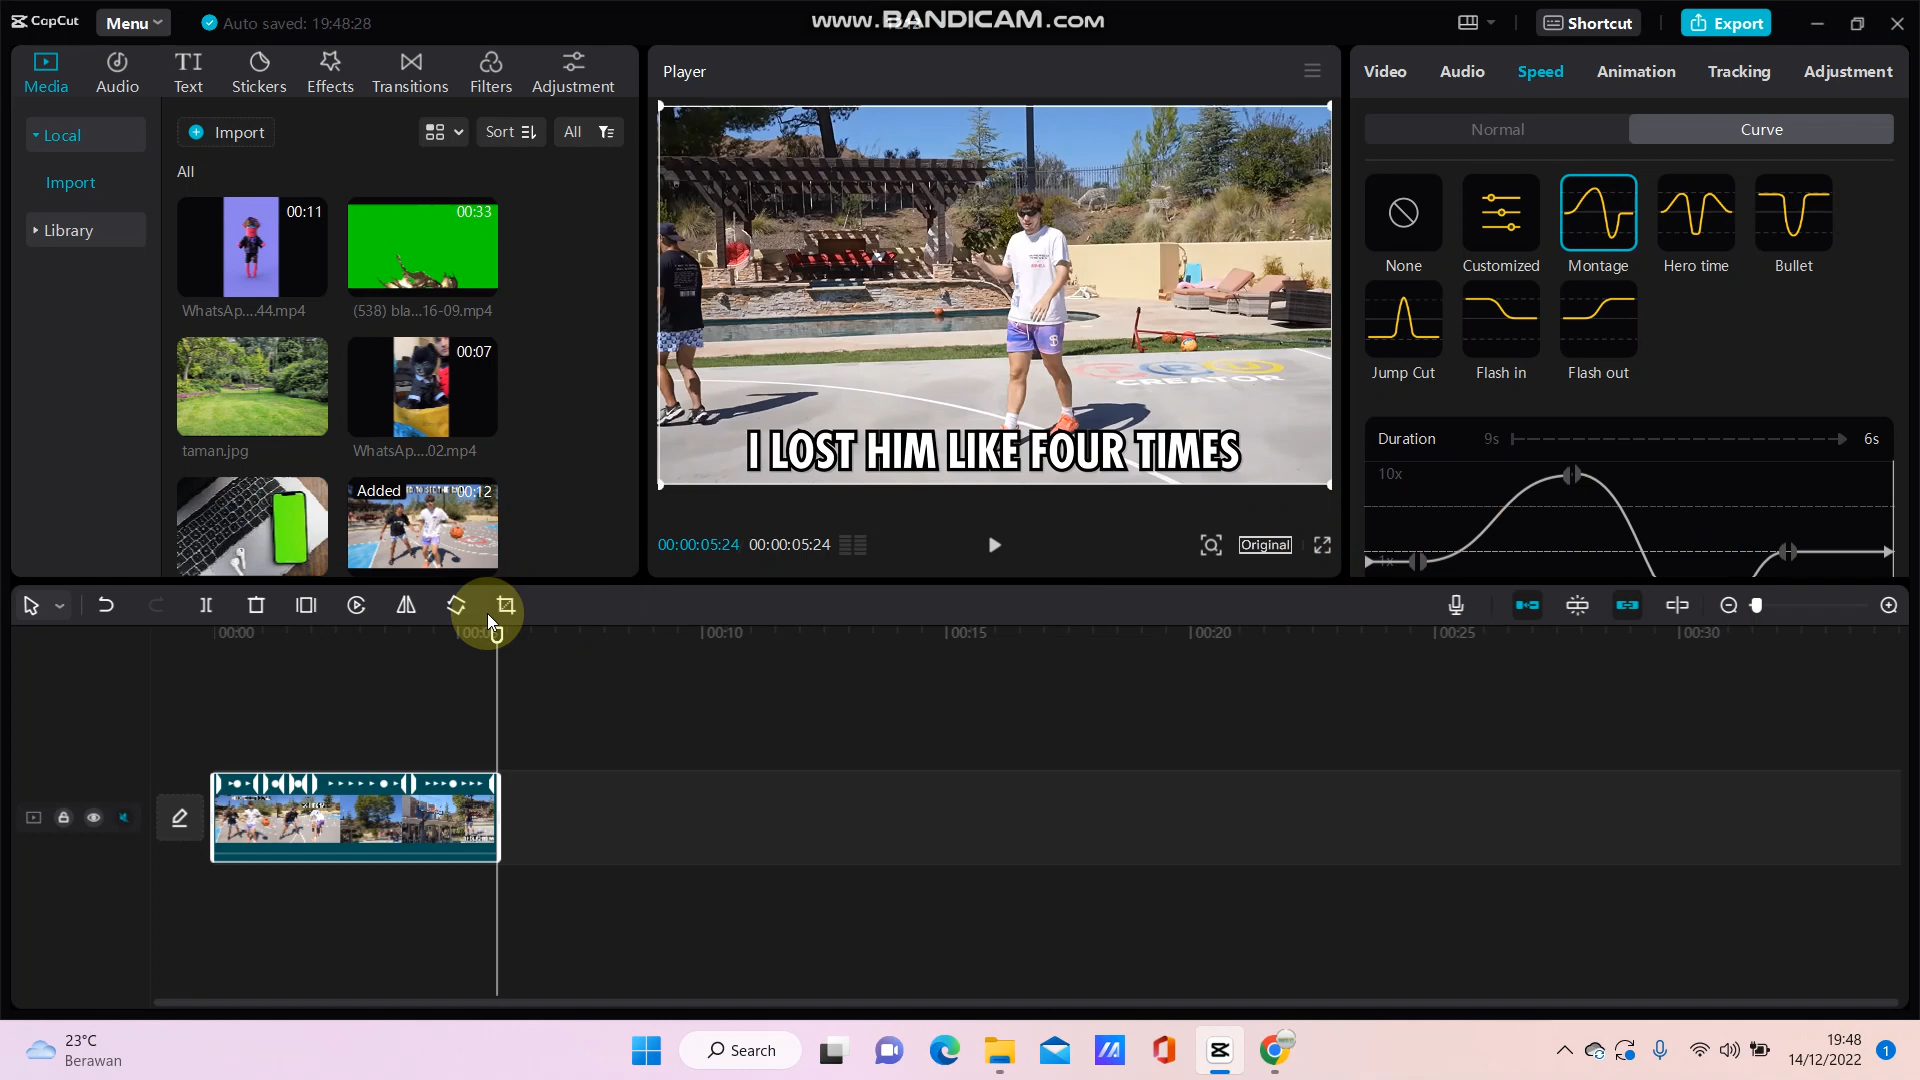 CapCut
Menu
Auto saved: 19:48:28
www.BANDICAM.com
Shortcut
Export
Media
Audio
Text
Stickers
Effects
Transitions
Filters
Adjustment
Local
Import
Library
Import
Sort
All
All
00:11
WhatsAp....44.mp4
00:33
(538) bla...16-09.mp4
taman.jpg
00:07
WhatsAp....02.mp4
Added
00:12
Player
CREATOR
I LOST HIM LIKE FOUR TIMES
00:00:05:24
00:00:05:24
Original
Video
Audio
Speed
Animation
Tracking
Adjustment
Normal
Curve
None
Customized
Montage
Hero time
Bullet
Jump Cut
Flash in
Flash out
Duration
9s
6s
10x
1x
00:00
00:10
00:15
00:20
00:25
00:30
23°C
Berawan
Search
19:48
14/12/2022
1